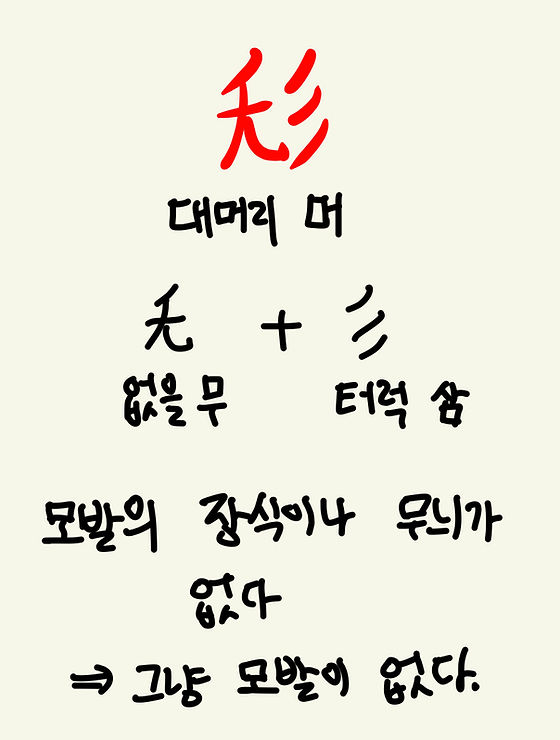 대머리 머
无 + 彡
없을 무 터럭 삼
모발의 장식이나 무늬가
없다
⇒ 그냥 모발이 없다.